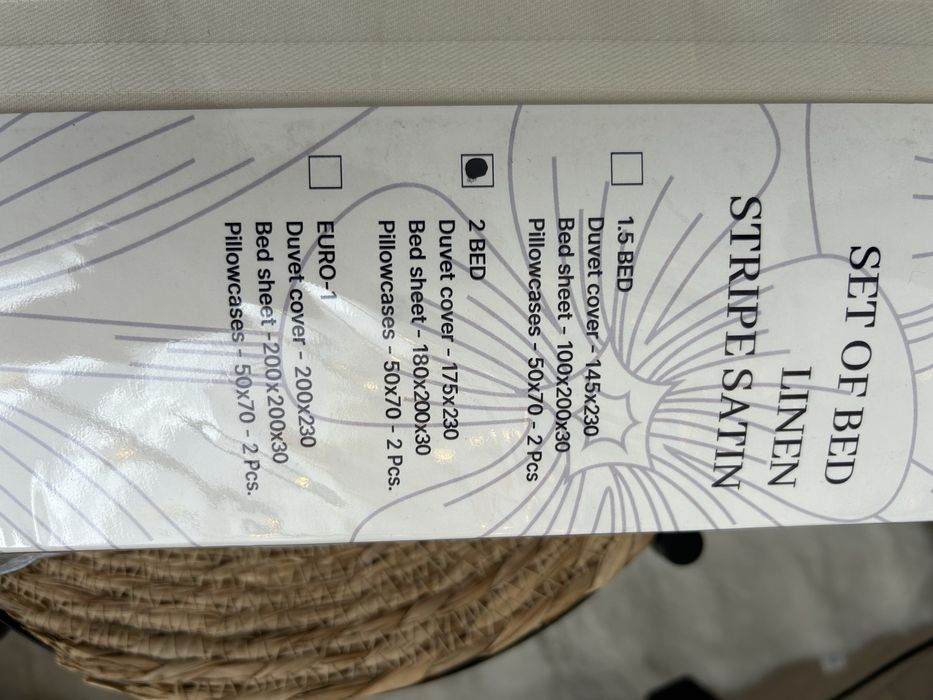 SET OF BED
LINEN
STRIPE SATIN
1.5 BED
Duvet cover - 145x230
Bed sheet - 100x200x30
Pillowcases - 50x70 - 2 Pcs
2 BED
Duvet cover - 175x230
Bed sheet - 180x200x30
Pillowcases - 50x70 - 2 Pcs.
EURO-1
Duvet cover - 200x230
Bed sheet - 200x200x30
Pillowcases - 50x70 - 2 Pcs.